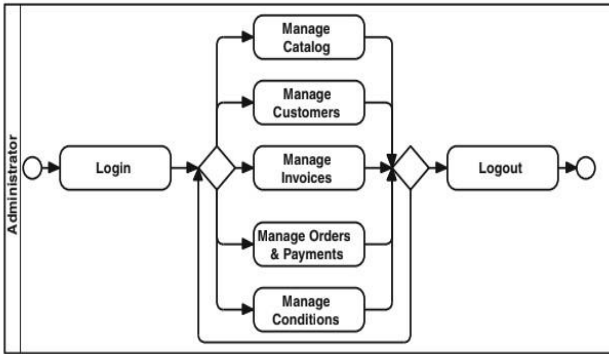 Administrator
Login
Manage
Catalog
Manage
Customers
Manage
Invoices
Manage Orders
& Payments
Manage
Conditions
Logout